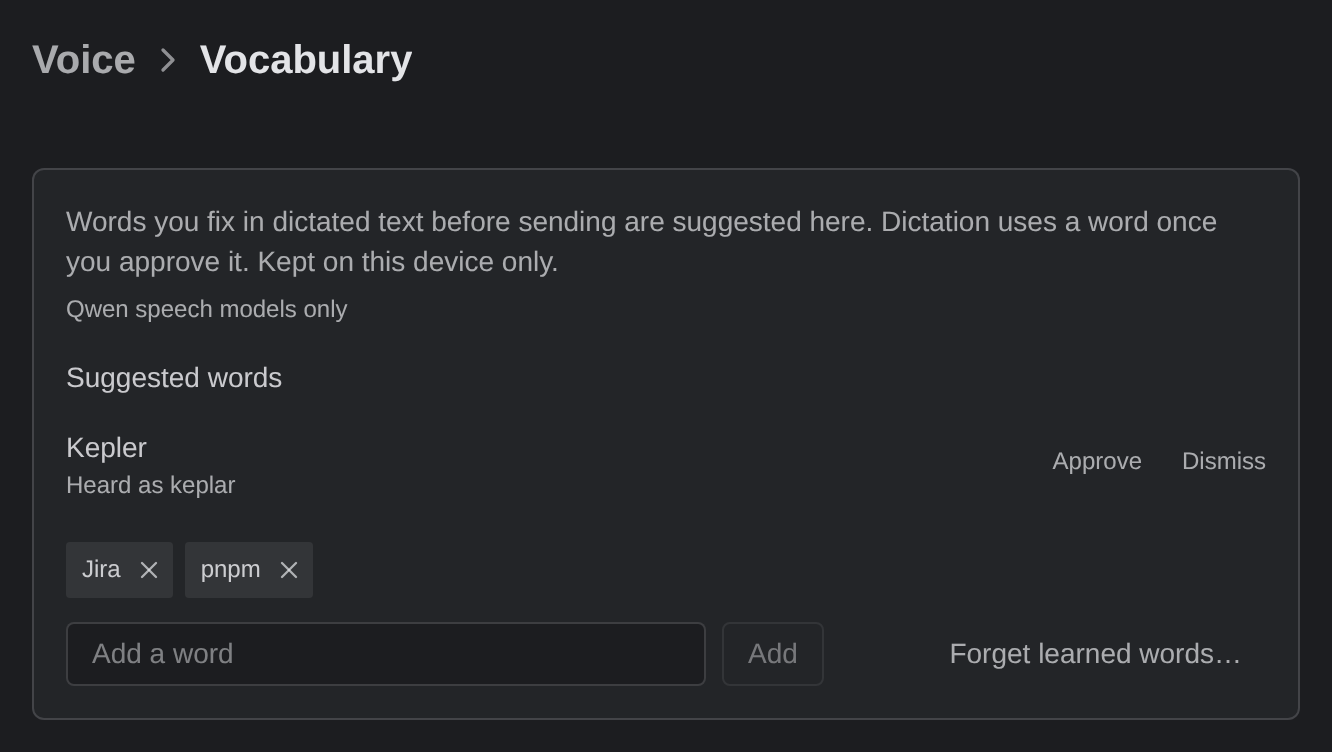 Voice > Vocabulary
Words you fix in dictated text before sending are suggested here. Dictation uses a word once
you approve it. Kept on this device only.
Qwen speech models only
Suggested words
Kepler
Heard as keplar
Approve Dismiss
Jira pnpm
Add a word Add Forget learned words…